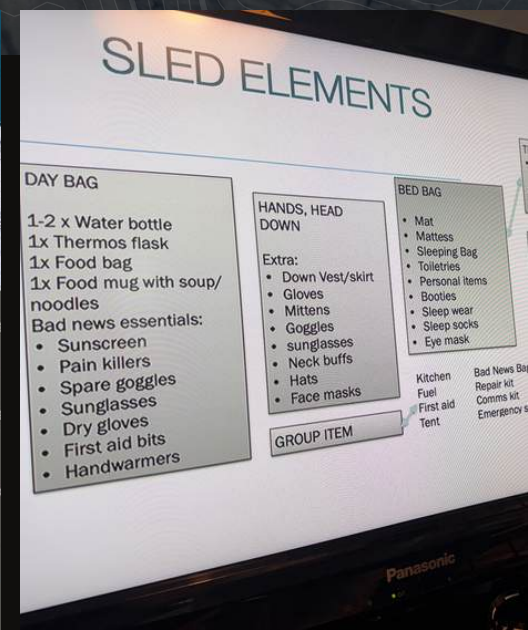 SLED ELEMENTS
DAY BAG
1-2 x Water bottle
1x Thermos flask
1x Food bag
1x Food mug with soup/
noodles
Bad news essentials:
• Sunscreen
• Pain killers
• Spare goggles
• Sunglasses
• Dry gloves
• First aid bits
• Handwarmers
HANDS, HEAD
DOWN
Extra:
• Down Vest/skirt
• Gloves
• Mittens
• Goggles
• sunglasses
• Neck buffs
• Hats
• Face masks
GROUP ITEM
BED BAG
• Mat
• Mattess
• Sleeping Bag
• Toiletries
• Personal items
• Booties
• Sleep wear
• Sleep socks
• Eye mask
Kitchen
Fuel
First aid
Tent
Bad News Bag
Repair kit
Comms kit
Emergency s
Panasonic